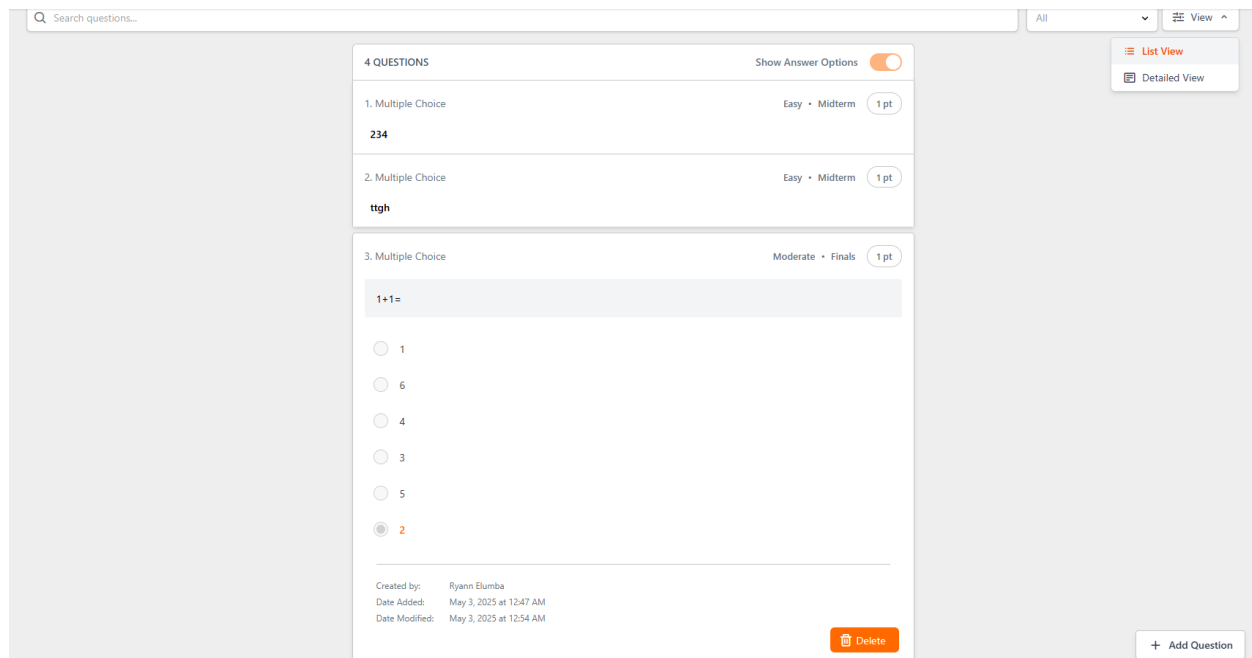 Search questions...
All
View
List View
Detailed View
4 QUESTIONS
Show Answer Options
1. Multiple Choice
Easy • Midterm
1 pt
234
2. Multiple Choice
Easy • Midterm
1 pt
ttgh
3. Multiple Choice
Moderate • Finals
1 pt
1+1=
1
6
4
3
5
2
Created by: Ryann Elumba
Date Added: May 3, 2025 at 12:47 AM
Date Modified: May 3, 2025 at 12:54 AM
Delete
+ Add Question